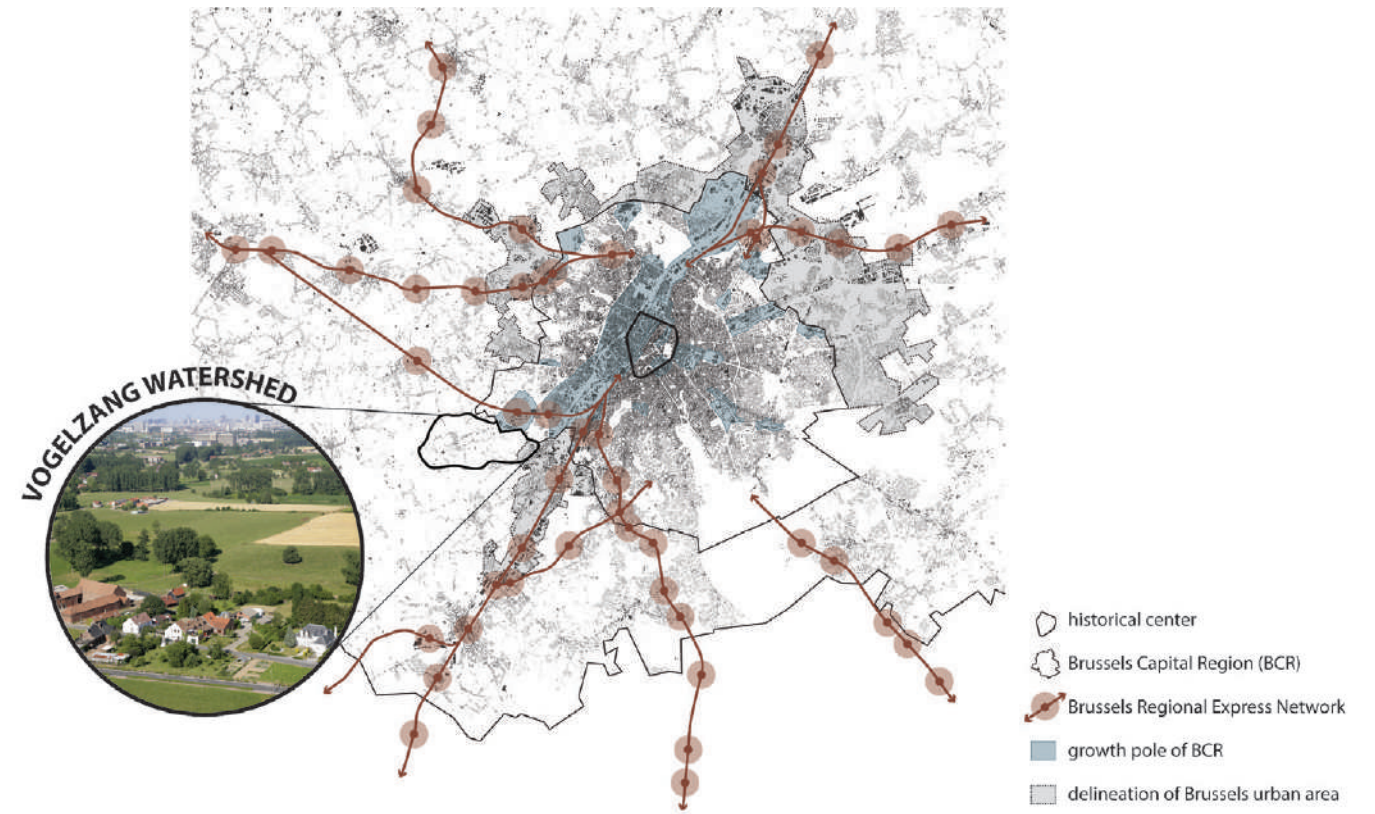 VOGELZANG WATERSHED
historical center
Brussels Capital Region (BCR)
Brussels Regional Express Network
growth pole of BCR
delineation of Brussels urban area